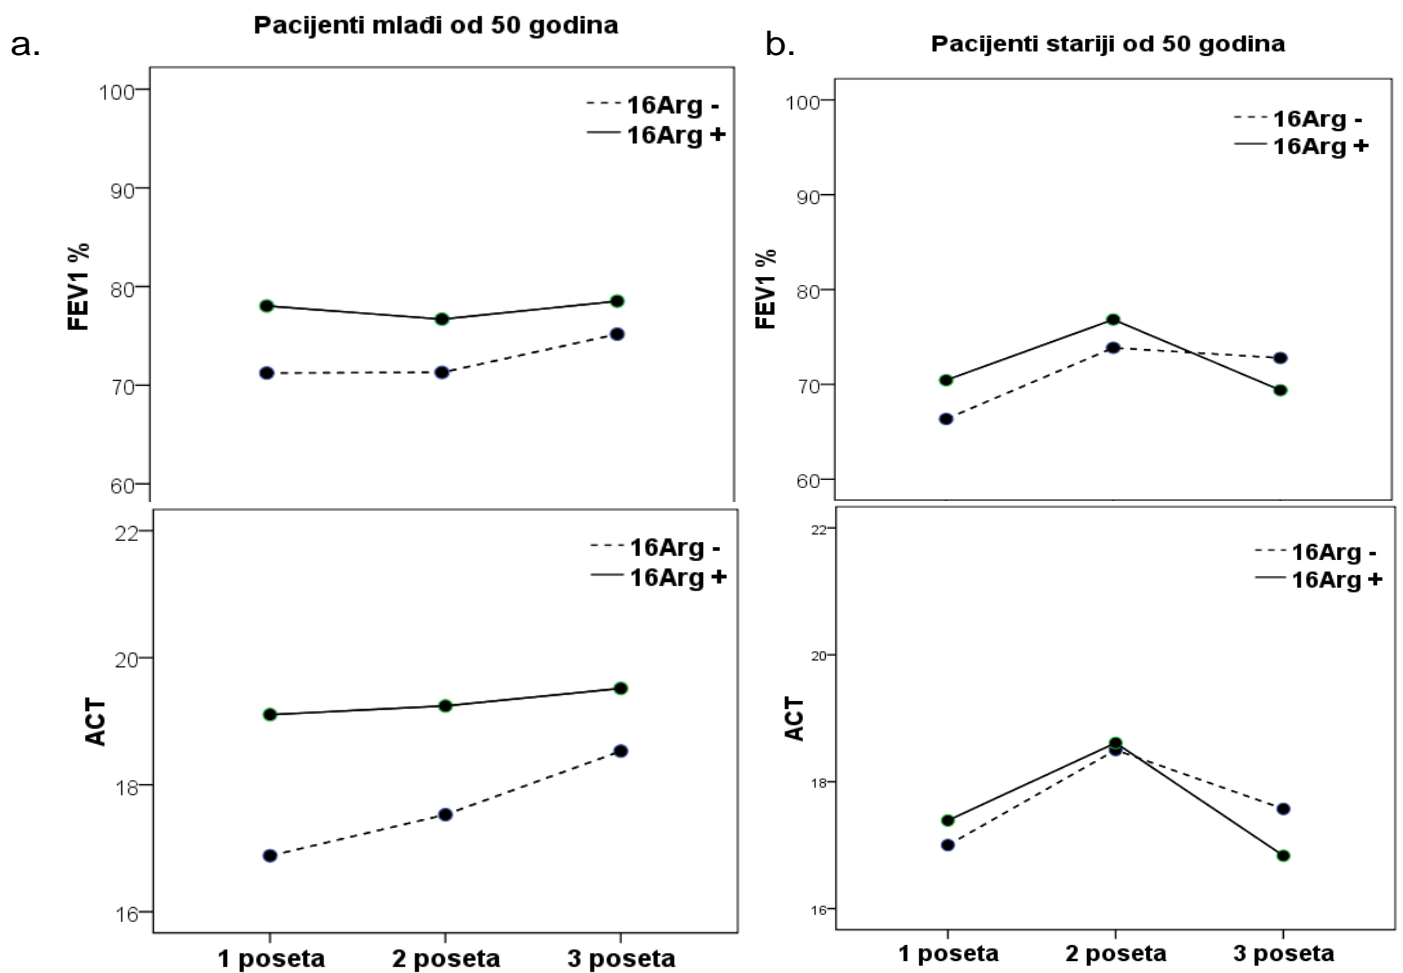 a.
Pacijenti mlađi od 50 godina
100
90
80
70
60
FEV1 %
16Arg -
16Arg +
22
20
18
16
ACT
16Arg -
16Arg +
1 poseta 2 poseta 3 poseta
b.
Pacijenti stariji od 50 godina
100
90
80
70
60
FEV1 %
16Arg -
16Arg +
22
20
18
16
ACT
16Arg -
16Arg +
1 poseta 2 poseta 3 poseta